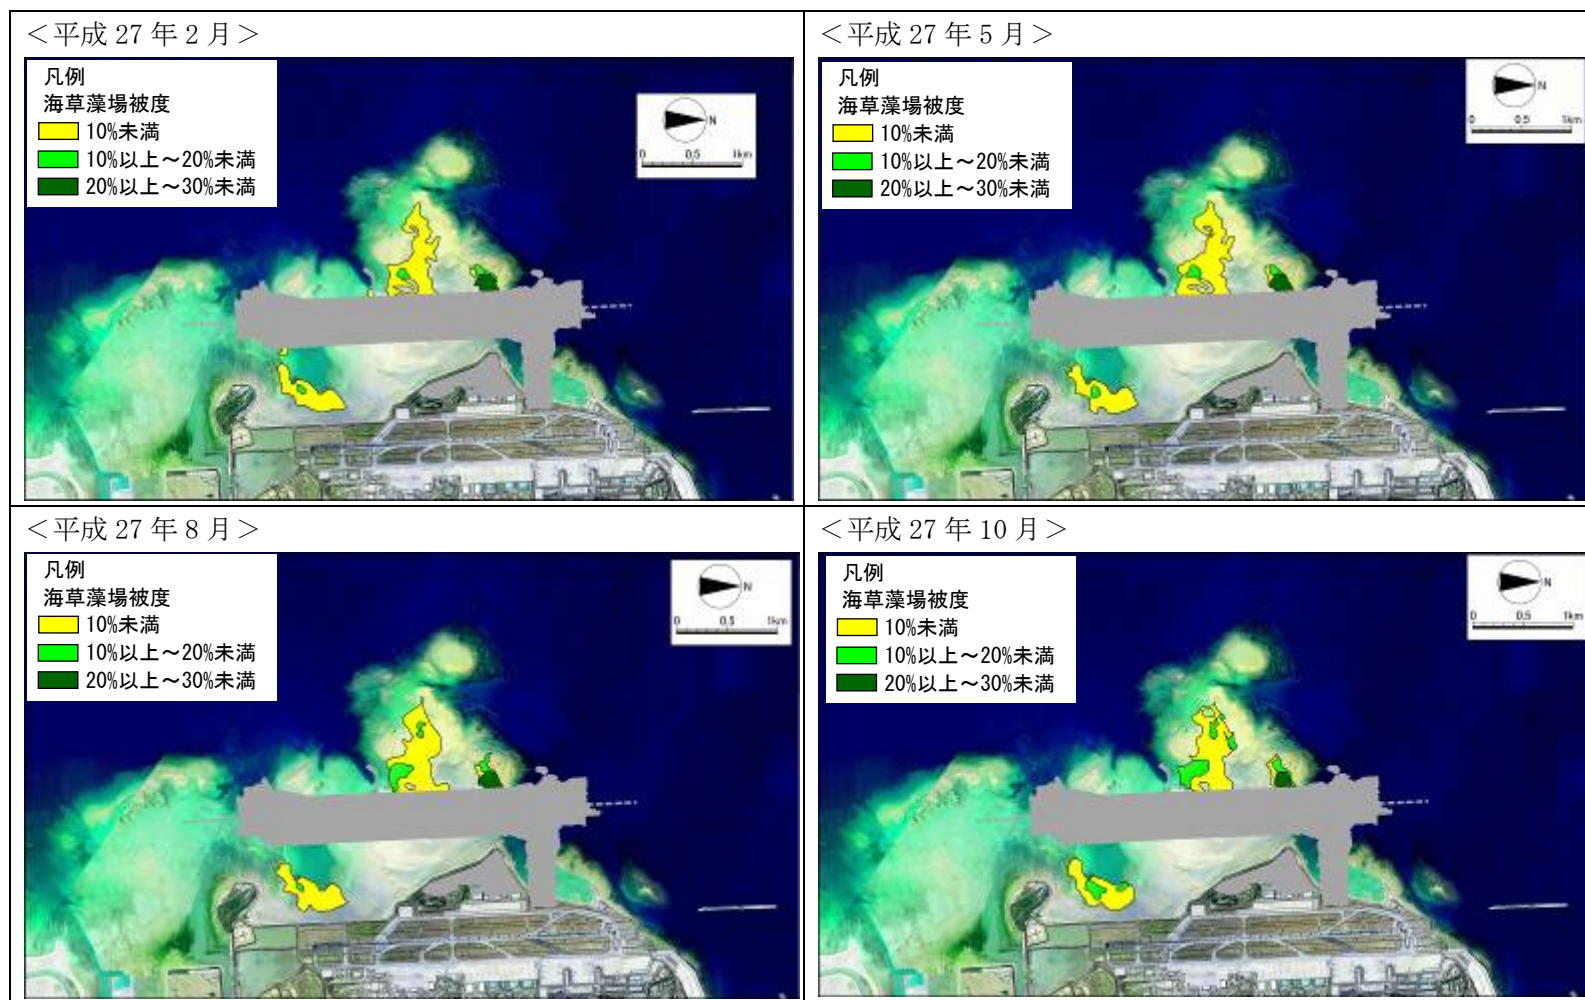 ＜平成 27 年 2 月＞
凡例
海草藻場被度
10%未満
10%以上～20%未満
20%以上～30%未満
N
0 0.5 1km
＜平成 27 年 5 月＞
凡例
海草藻場被度
10%未満
10%以上～20%未満
20%以上～30%未満
N
0 0.5 1km
＜平成 27 年 8 月＞
凡例
海草藻場被度
10%未満
10%以上～20%未満
20%以上～30%未満
N
0 0.5 1km
＜平成 27 年 10 月＞
凡例
海草藻場被度
10%未満
10%以上～20%未満
20%以上～30%未満
N
0 0.5 1km